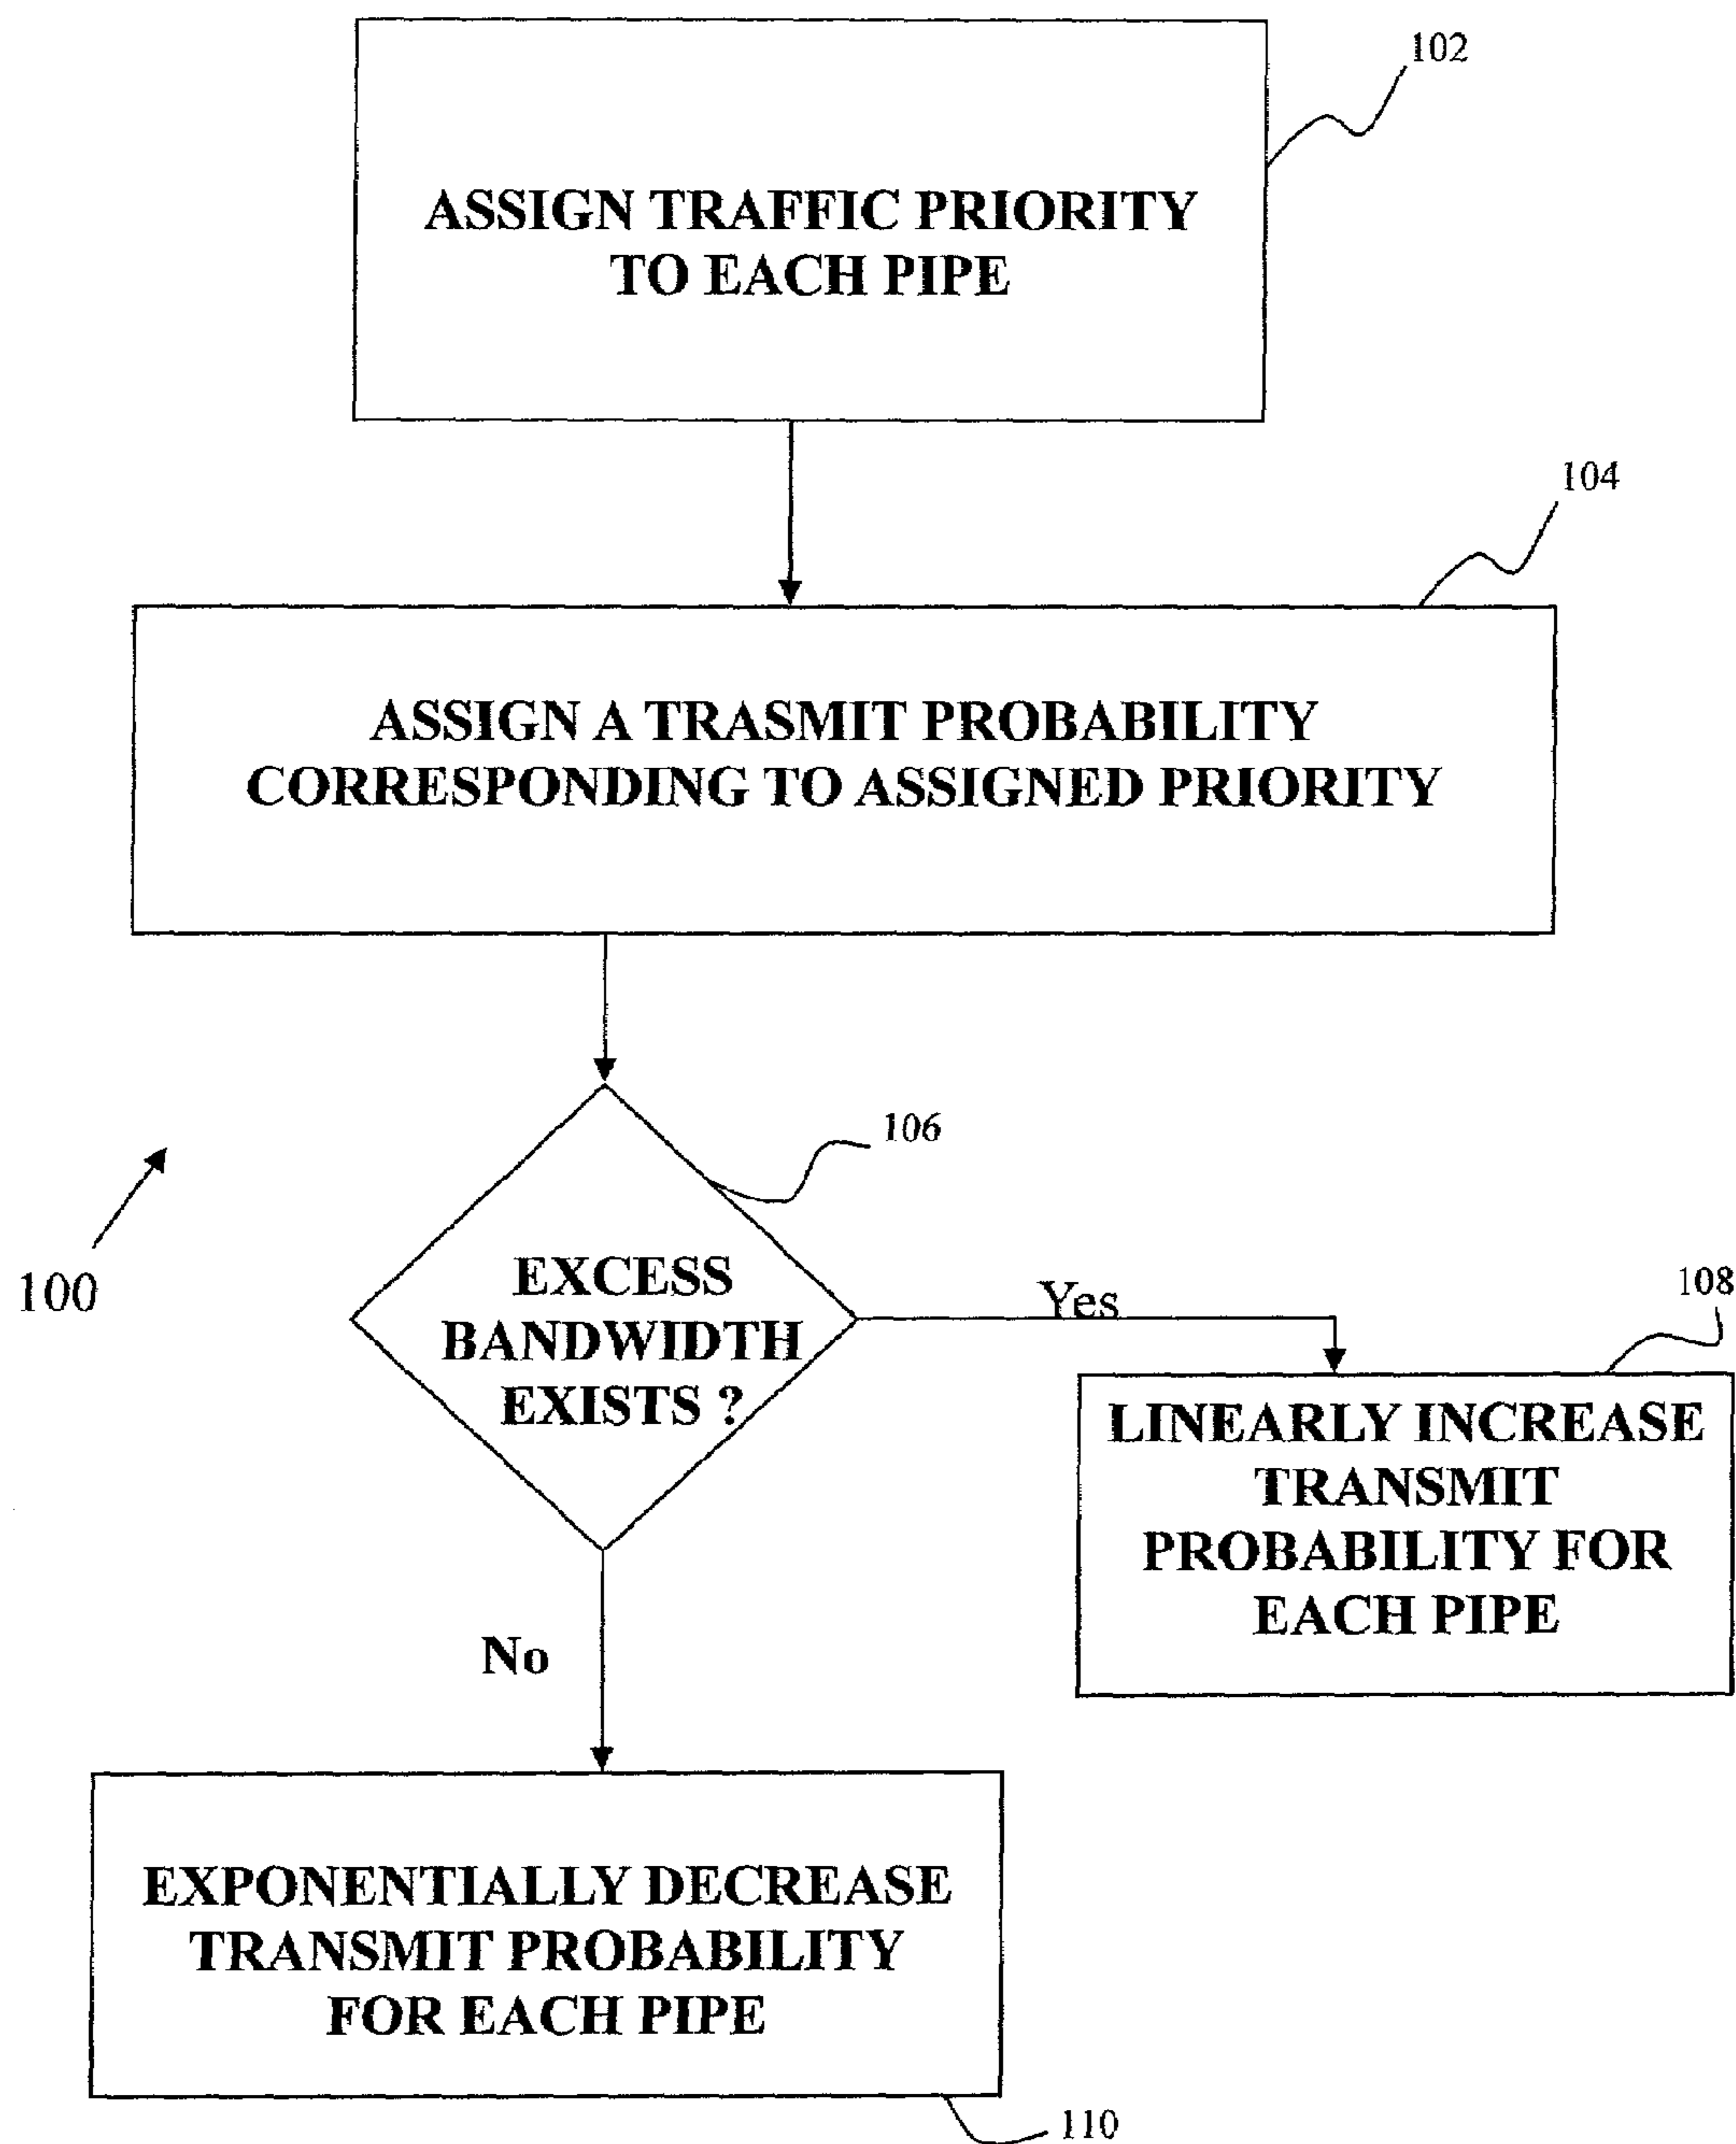 102
ASSIGN TRAFFIC PRIORITY
TO EACH PIPE
104
ASSIGN A TRASMIT PROBABILITY
CORRESPONDING TO ASSIGNED PRIORITY
106
100
EXCESS
BANDWIDTH
EXISTS ?
Yes
108
LINEARLY INCREASE
TRANSMIT
PROBABILITY FOR
EACH PIPE
No
EXPONENTIALLY DECREASE
TRANSMIT PROBABILITY
FOR EACH PIPE
110